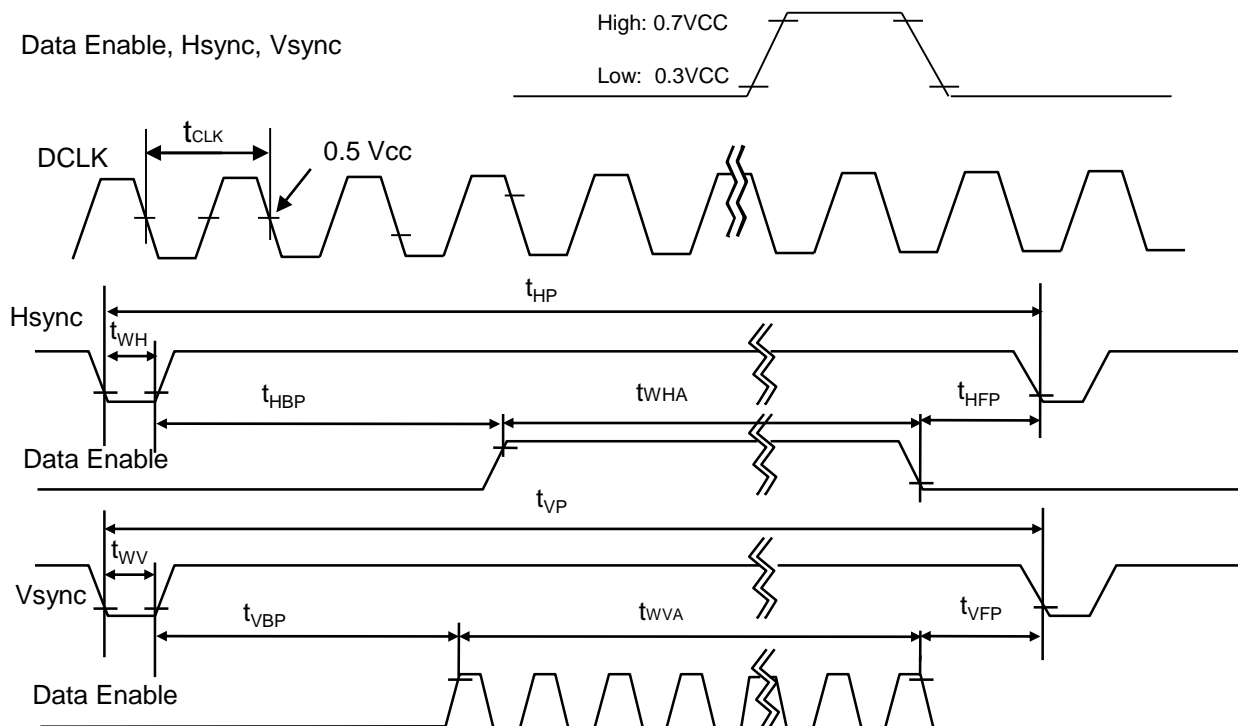 High: 0.7VCC
Data Enable, Hsync, Vsync
Low: 0.3VCC
tCLK
DCLK
0.5 Vcc
tHP
Hsync
tWH
tHBP
tWHA
tHFP
Data Enable
tVP
tWV
Vsync
tVBP
tWVA
tVFP
Data Enable